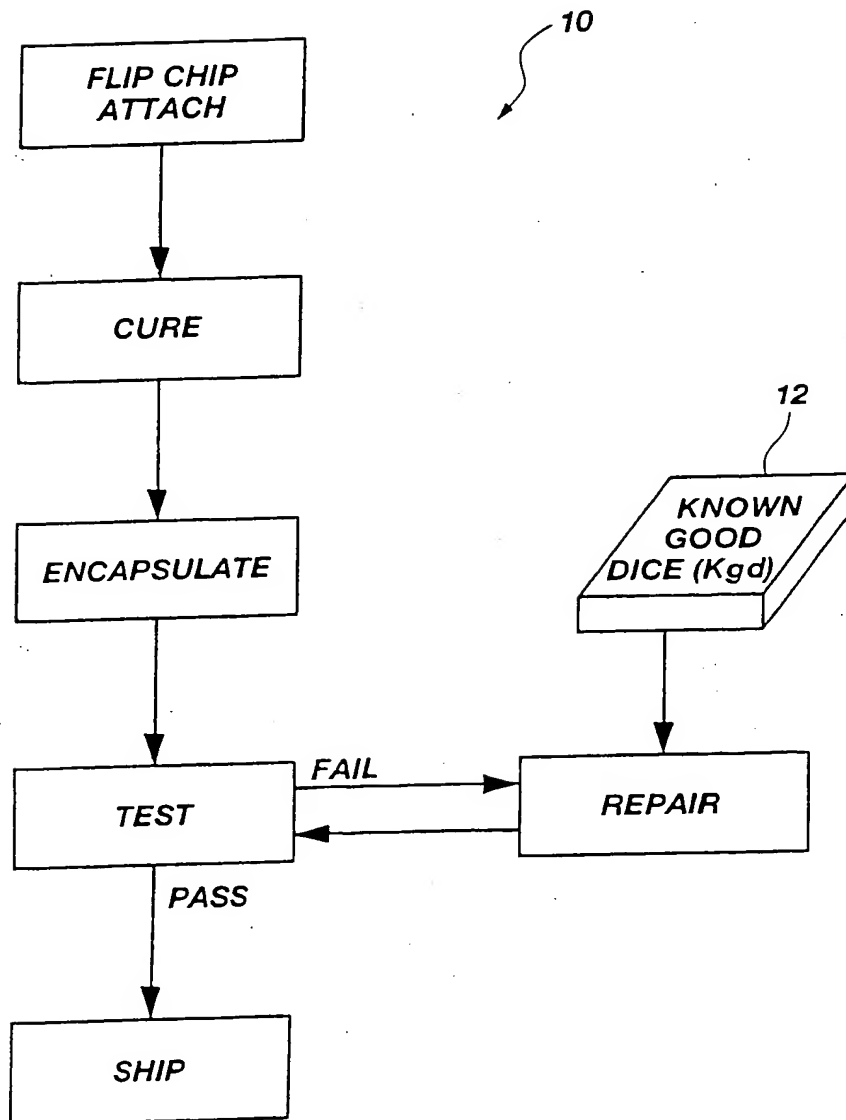 10
FLIP CHIP
ATTACH
CURE
12
KNOWN
GOOD
DICE (Kgd)
ENCAPSULATE
FAIL
TEST
REPAIR
PASS
SHIP